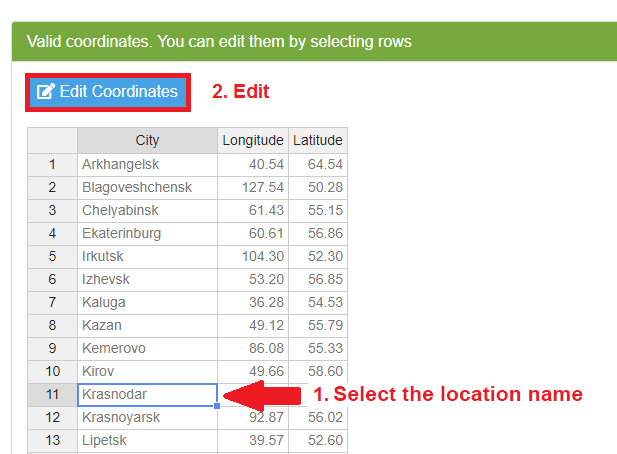 Valid coordinates. You can edit them by selecting rows
Edit Coordinates 2. Edit
City Longitude Latitude
1 Arkhangelsk 40.54 64.54
2 Blagoveshchensk 127.54 50.28
3 Chelyabinsk 61.43 55.15
4 Ekaterinburg 60.61 56.86
5 Irkutsk 104.30 52.30
6 Izhevsk 53.20 56.85
7 Kaluga 36.28 54.53
8 Kazan 49.12 55.79
9 Kemerovo 86.08 55.33
10 Kirov 49.66 58.60
11 Krasnodar 1. Select the location name
12 Krasnoyarsk 92.87 56.02
13 Lipetsk 39.57 52.60